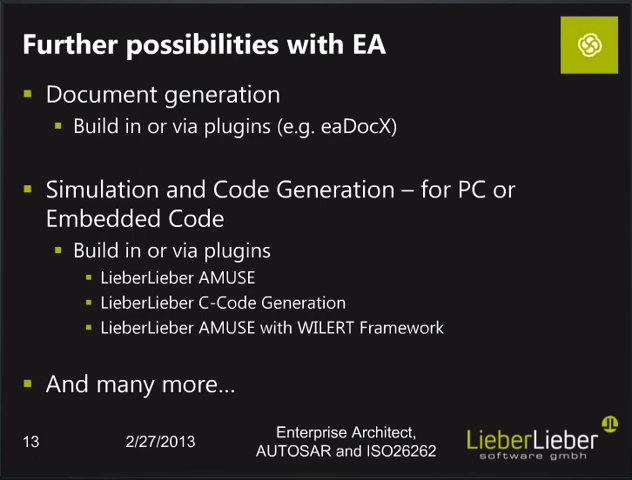 Further possibilities with EA
Document generation
Build in or via plugins (e.g. eaDocX)
Simulation and Code Generation – for PC or
Embedded Code
Build in or via plugins
LieberLieber AMUSE
LieberLieber C-Code Generation
LieberLieber AMUSE with WILERT Framework
And many more...
13
2/27/2013
Enterprise Architect,
AUTOSAR and ISO26262
LieberLieber
software gmbh